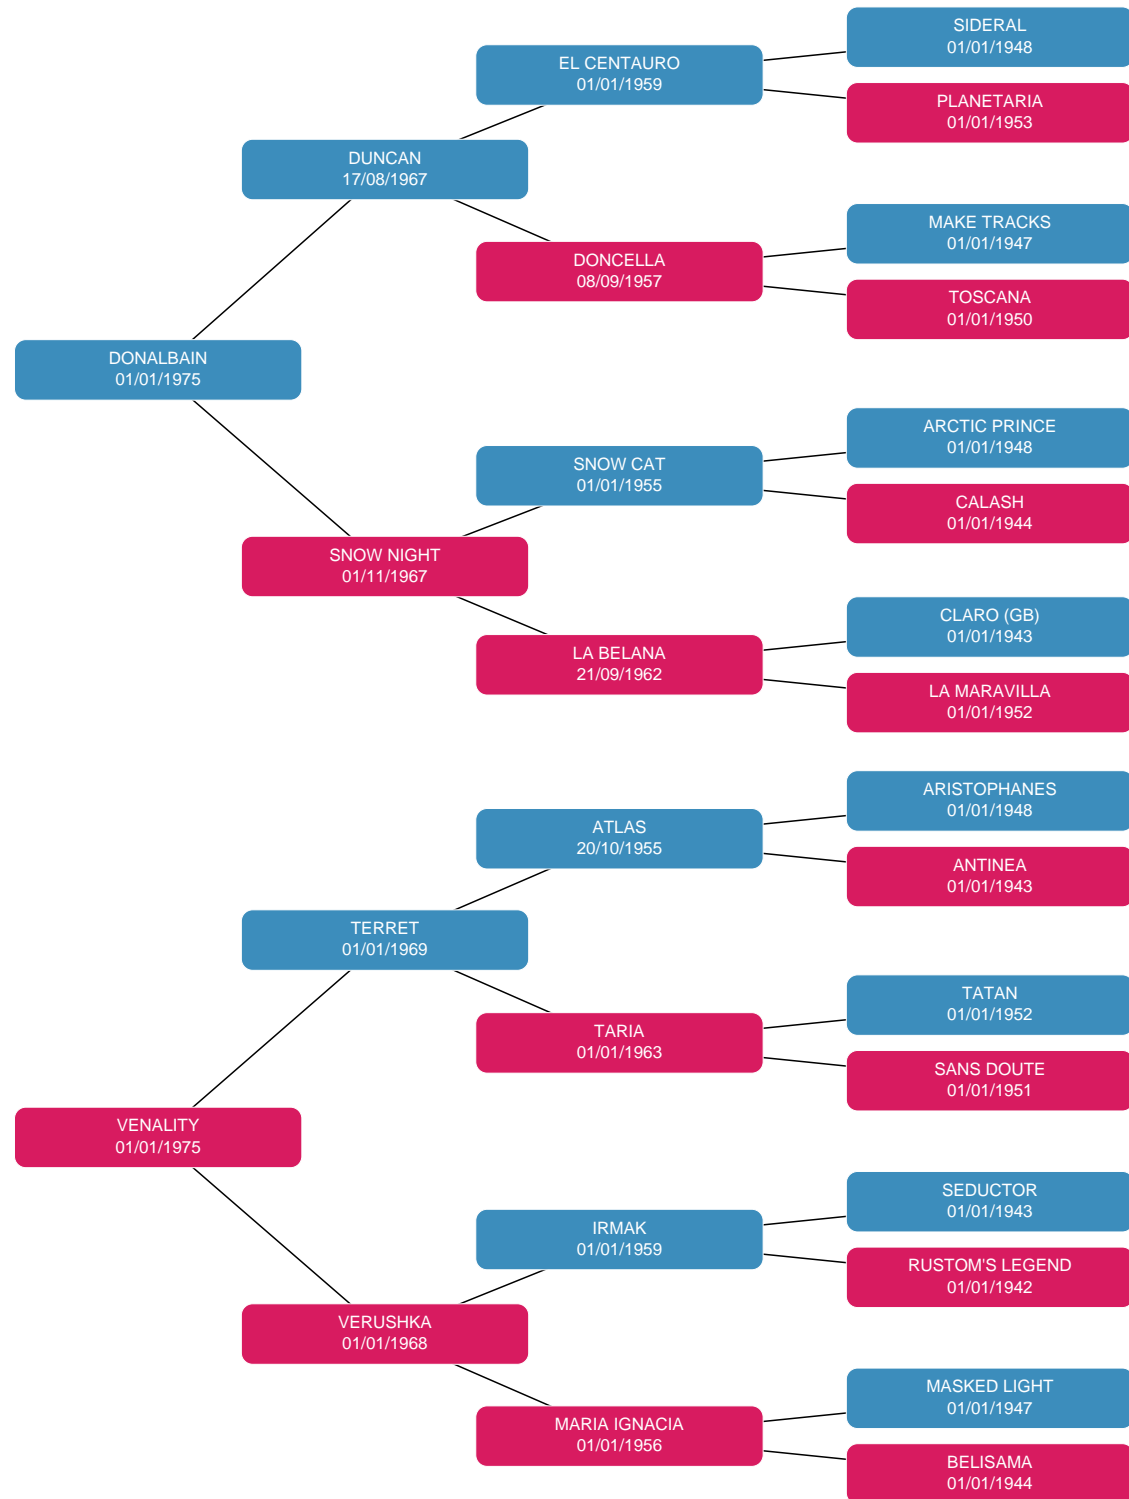 SIDERAL
01/01/1948
EL CENTAURO
01/01/1959
PLANETARIA
01/01/1953
DUNCAN
17/08/1967
MAKE TRACKS
01/01/1947
DONCELLA
08/09/1957
TOSCANA
01/01/1950
DONALBAIN
01/01/1975
ARCTIC PRINCE
01/01/1948
SNOW CAT
01/01/1955
CALASH
01/01/1944
SNOW NIGHT
01/11/1967
CLARO (GB)
01/01/1943
LA BELANA
21/09/1962
LA MARAVILLA
01/01/1952
ARISTOPHANES
01/01/1948
ATLAS
20/10/1955
ANTINEA
01/01/1943
TERRET
01/01/1969
TATAN
01/01/1952
TARIA
01/01/1963
SANS DOUTE
01/01/1951
VENALITY
01/01/1975
SEDUCTOR
01/01/1943
IRMAK
01/01/1959
RUSTOM'S LEGEND
01/01/1942
VERUSHKA
01/01/1968
MASKED LIGHT
01/01/1947
MARIA IGNACIA
01/01/1956
BELISAMA
01/01/1944